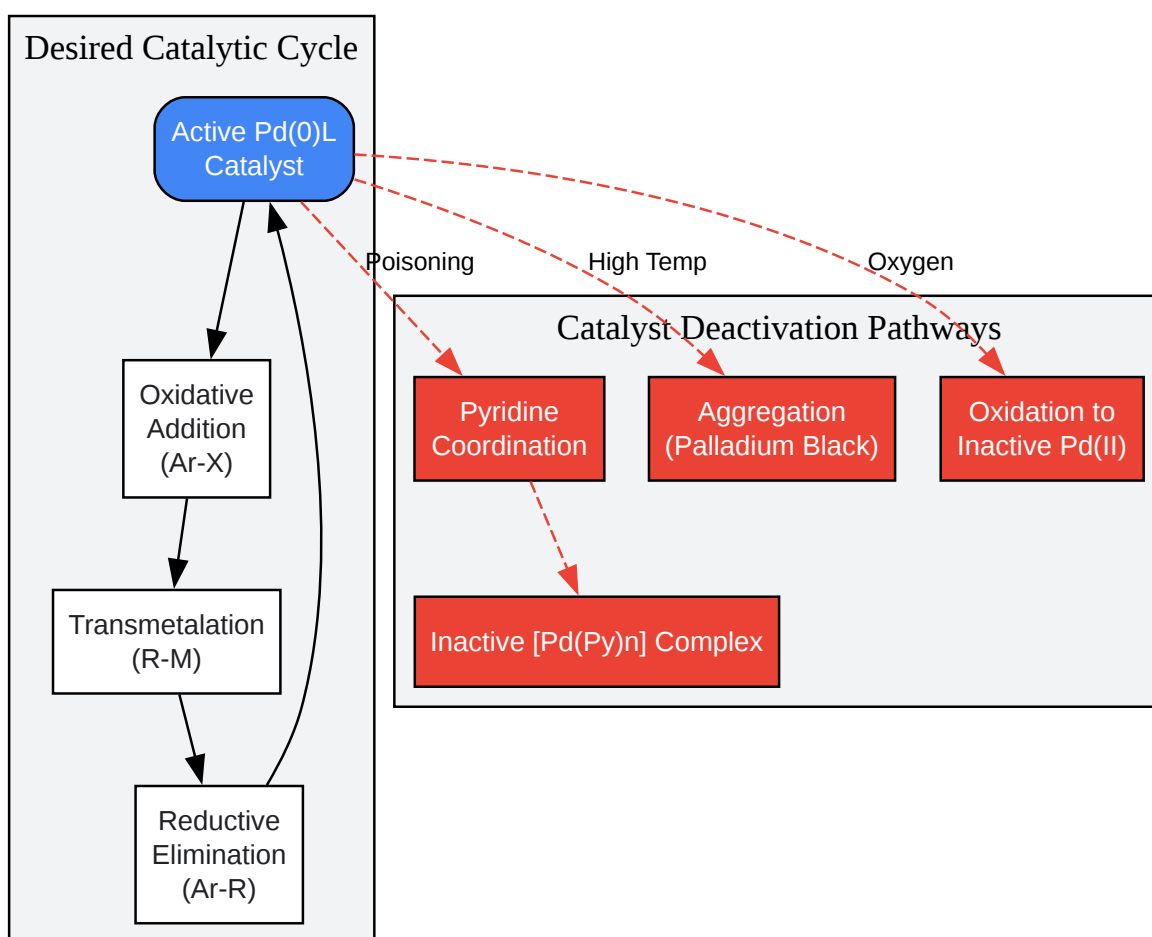 Desired Catalytic Cycle
Active Pd(0)L
Catalyst
Poisoning
High Temp
Oxygen
Catalyst Deactivation Pathways
Oxidative
Addition
(Ar-X)
Pyridine
Coordination
Aggregation
(Palladium Black)
Oxidation to
Inactive Pd(II)
Transmetalation
(R-M)
Inactive [Pd(Py)n] Complex
Reductive
Elimination
(Ar-R)